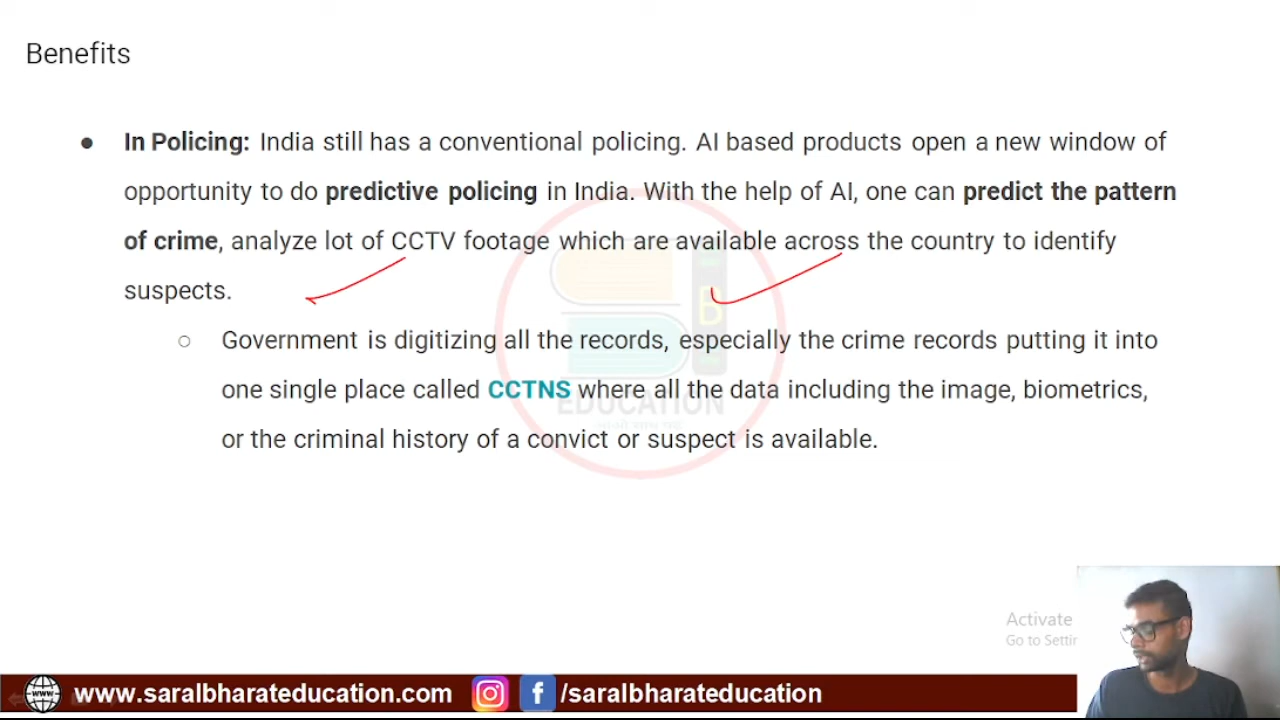 Benefits
● In Policing: India still has a conventional policing. AI based products open a new window of
opportunity to do predictive policing in India. With the help of AI, one can predict the pattern
of crime, analyze lot of CCTV footage which are available across the country to identify
suspects.
○ Government is digitizing all the records, especially the crime records putting it into
one single place called CCTNS where all the data including the image, biometrics,
or the criminal history of a convict or suspect is available.
B
EDUCATION
Activate
Go to Settin
www.saralbharateducation.com /saralbharateducation